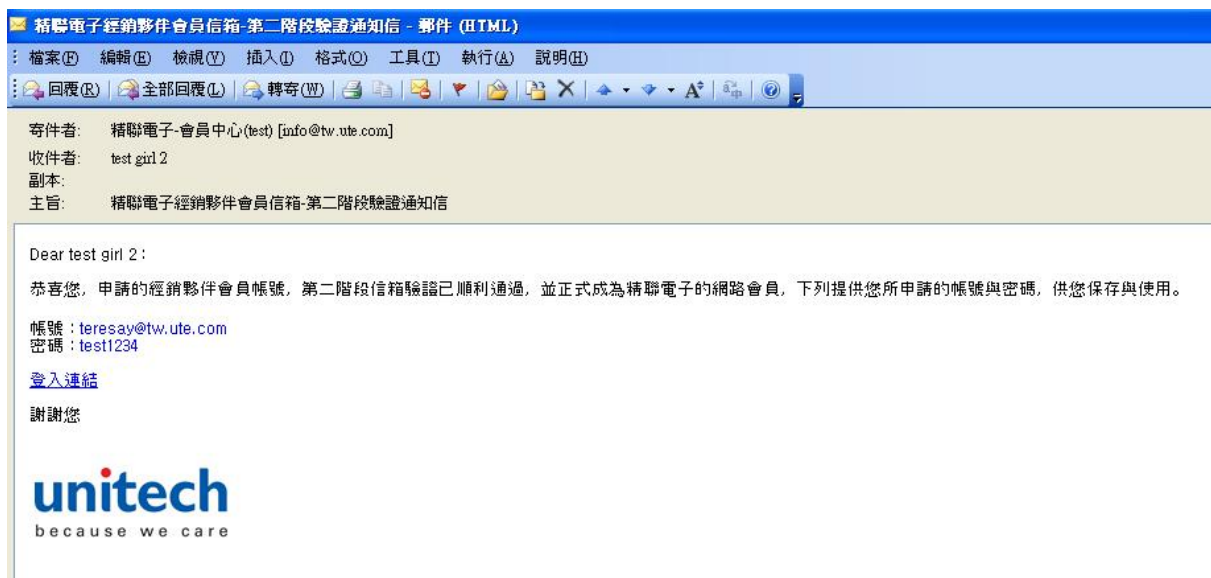 精聯電子經銷夥伴會員信箱-第二階段驗證通知信 - 郵件 (HTML)
檔案(F) 編輯(E) 檢視(V) 插入(I) 格式(O) 工具(T) 執行(A) 說明(H)
回覆(R) 全部回覆(L) 轉寄(W)
寄件者: 精聯電子-會員中心(test) [info@tw.ute.com]
收件者: test girl 2
副本:
主旨: 精聯電子經銷夥伴會員信箱-第二階段驗證通知信
Dear test girl 2：
恭喜您, 申請的經銷夥伴會員帳號, 第二階段信箱驗證已順利通過, 並正式成為精聯電子的網路會員, 下列提供您所申請的帳號與密碼, 供您保存與使用。
帳號：teresay@tw.ute.com
密碼：test1234
登入連結
謝謝您
unitech
because we care